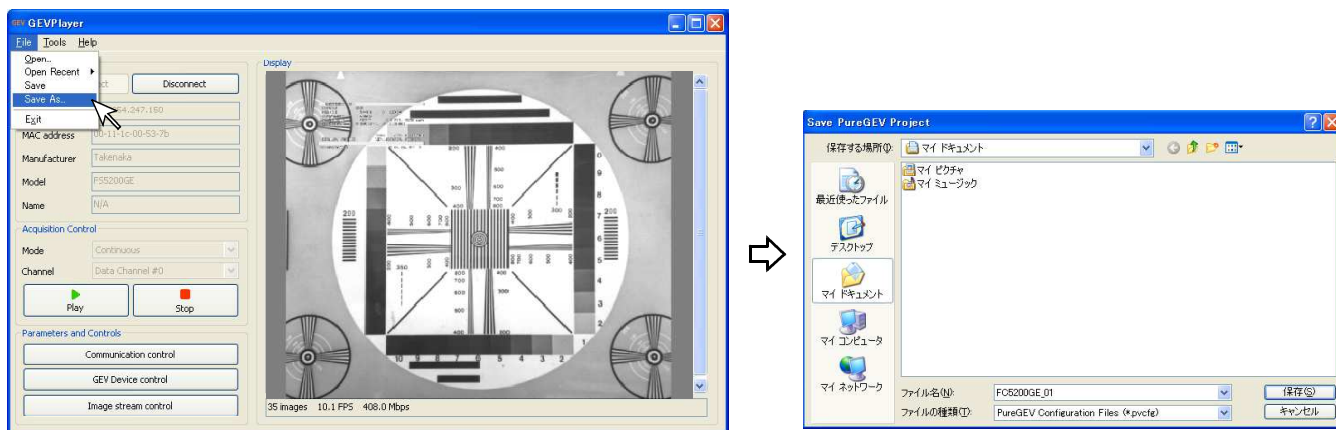 GEV GEVPlayer
File Tools Help
Open..
Open Recent
Save
Save As..
Exit
Disconnect
Display
MAC address 00-11-1c-00-53-7b
Manufacturer Takenaka
Model FS5200GE
Name N/A
Acquisition Control
Mode Continuous
Channel Data Channel #0
Play Stop
Parameters and Controls
Communication control
GEV Device control
Image stream control
35 images 10.1 FPS 408.0 Mbps
Save PureGEV Project
保存する場所(I): マイ ドキュメント
マイ ピクチャ
マイ ミュージック
最近使ったファイル
デスクトップ
マイ ドキュメント
マイ コンピュータ
マイ ネットワーク
ファイル名(N): FC5200GE_01 保存(S)
ファイルの種類(T): PureGEV Configuration Files (*.pvcfg) キャンセル